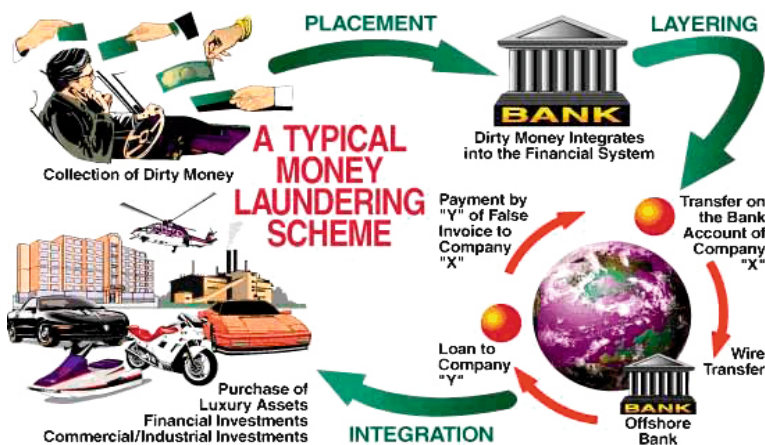 PLACEMENT
LAYERING
BANK
Dirty Money Integrates
into the Financial System
Collection of Dirty Money
A TYPICAL
MONEY
LAUNDERING
SCHEME
Payment by
"Y" of False
Invoice to
Company
"X"
Transfer on
the Bank
Account of
Company
"X"
Loan to
Company
"Y"
Wire
Transfer
BANK
Offshore
Bank
Purchase of
Luxury Assets
Financial Investments
Commercial/Industrial Investments
INTEGRATION